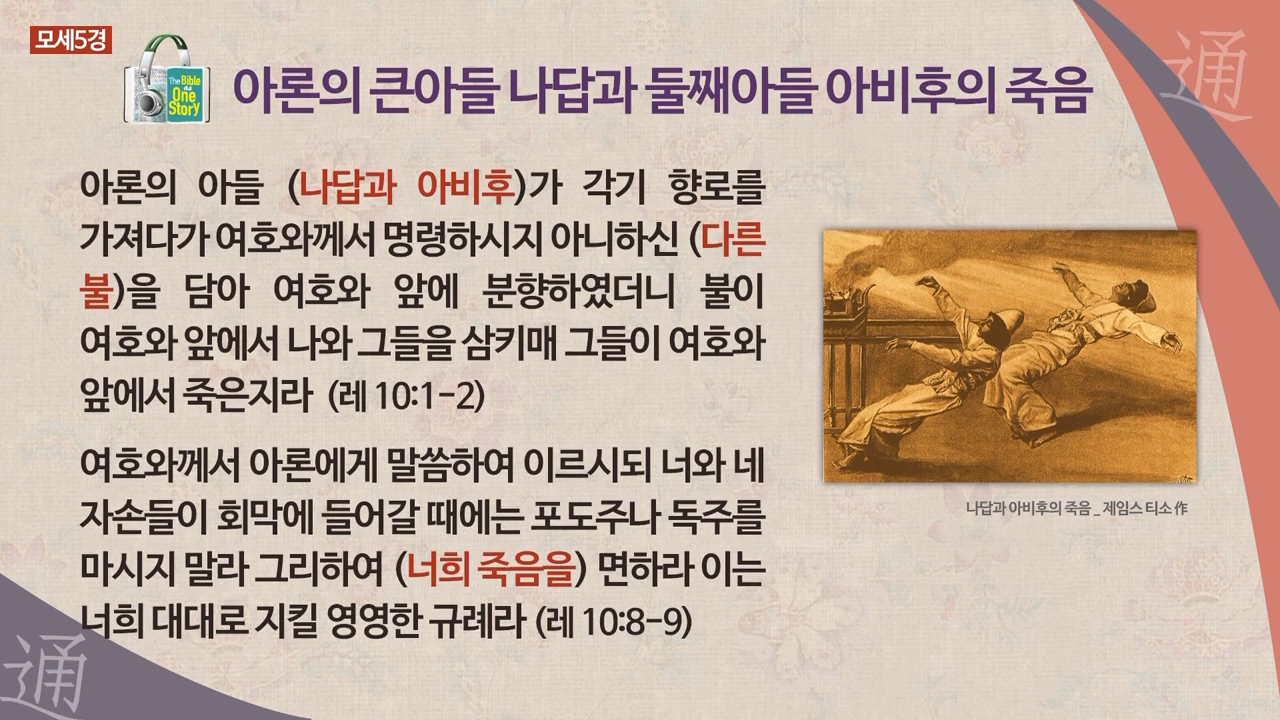 모세5경
The Bible
as
One
Story
아론의 큰아들 나답과 둘째아들 아비후의 죽음
아론의 아들 (나답과 아비후)가 각기 향로를
가져다가 여호와께서 명령하시지 아니하신 (다른
불)을 담아 여호와 앞에 분향하였더니 불이
여호와 앞에서 나와 그들을 삼키매 그들이 여호와
앞에서 죽은지라 (레 10:1-2)
여호와께서 아론에게 말씀하여 이르시되 너와 네
자손들이 회막에 들어갈 때에는 포도주나 독주를
마시지 말라 그리하여 (너희 죽음을) 면하라 이는
너희 대대로 지킬 영영한 규례라 (레 10:8-9)
나답과 아비후의 죽음 _ 제임스 티소 作
通
通